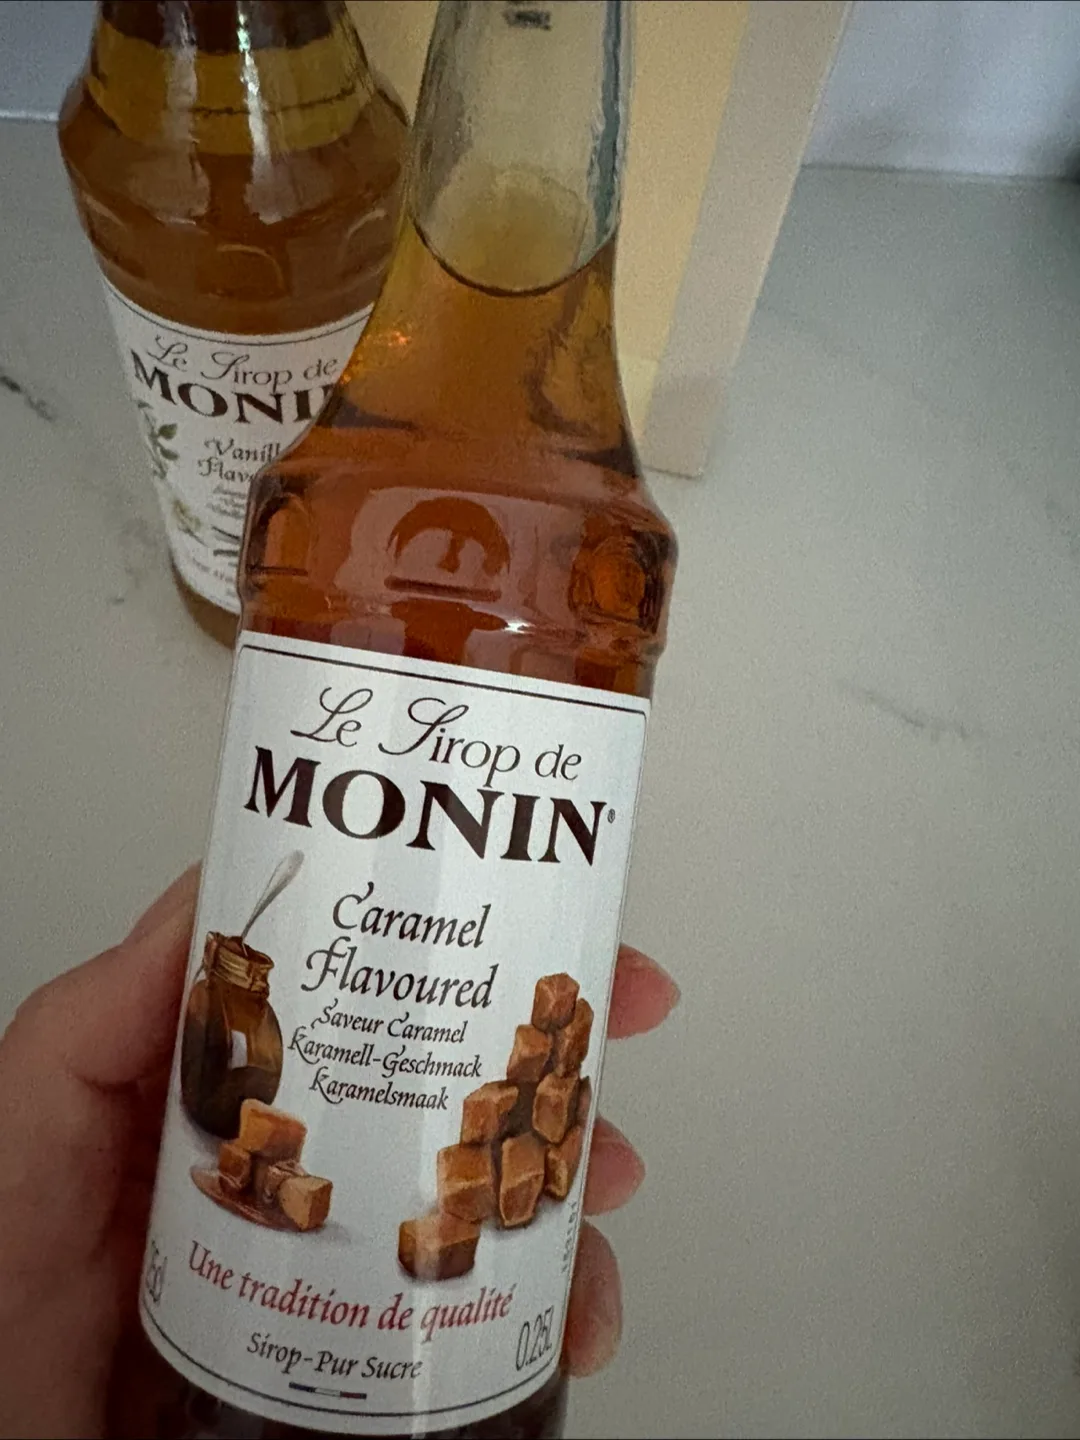 Le Sirop de
MONIN
Le Sirop de
MONIN®
Caramel
Flavoured
Saveur Caramel
Karamell-Geschmack
Karamelsmaak
Une tradition de qualité
Sirop-Pur Sucre
0.25L